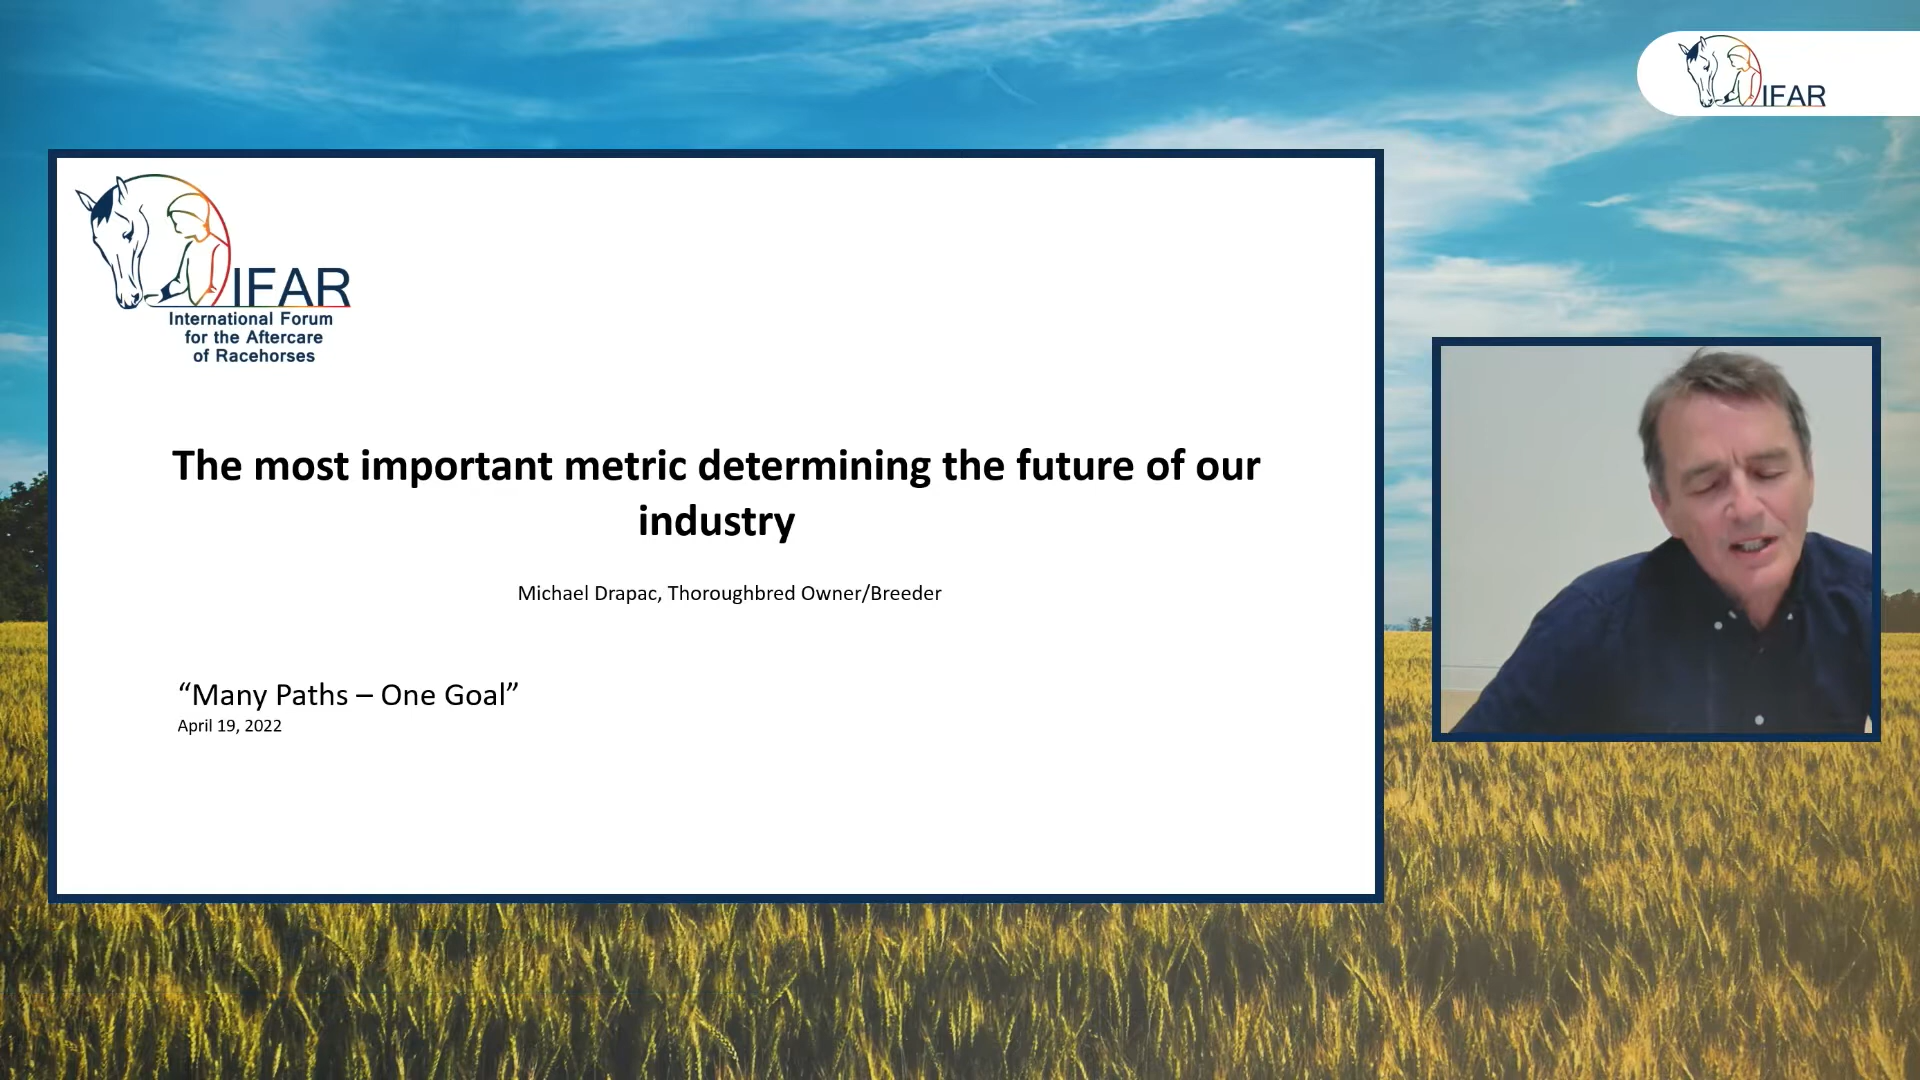 IFAR
IFAR
International Forum
for the Aftercare
of Racehorses
The most important metric determining the future of our
industry
Michael Drapac, Thoroughbred Owner/Breeder
“Many Paths – One Goal”
April 19, 2022